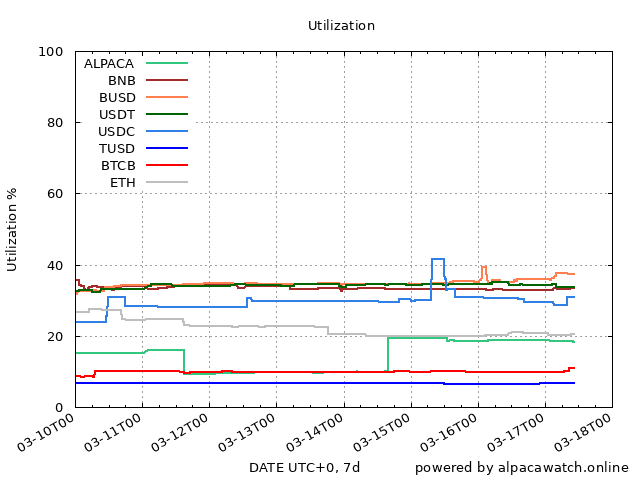 Utilization
100
80
60
40
20
0
Utilization %
ALPACA
BNB
BUSD
USDT
USDC
TUSD
BTCB
ETH
03-10T00
03-11T00
03-12T00
03-13T00
03-14T00
03-15T00
03-16T00
03-17T00
03-18T00
DATE UTC+0, 7d
powered by alpacawatch.online